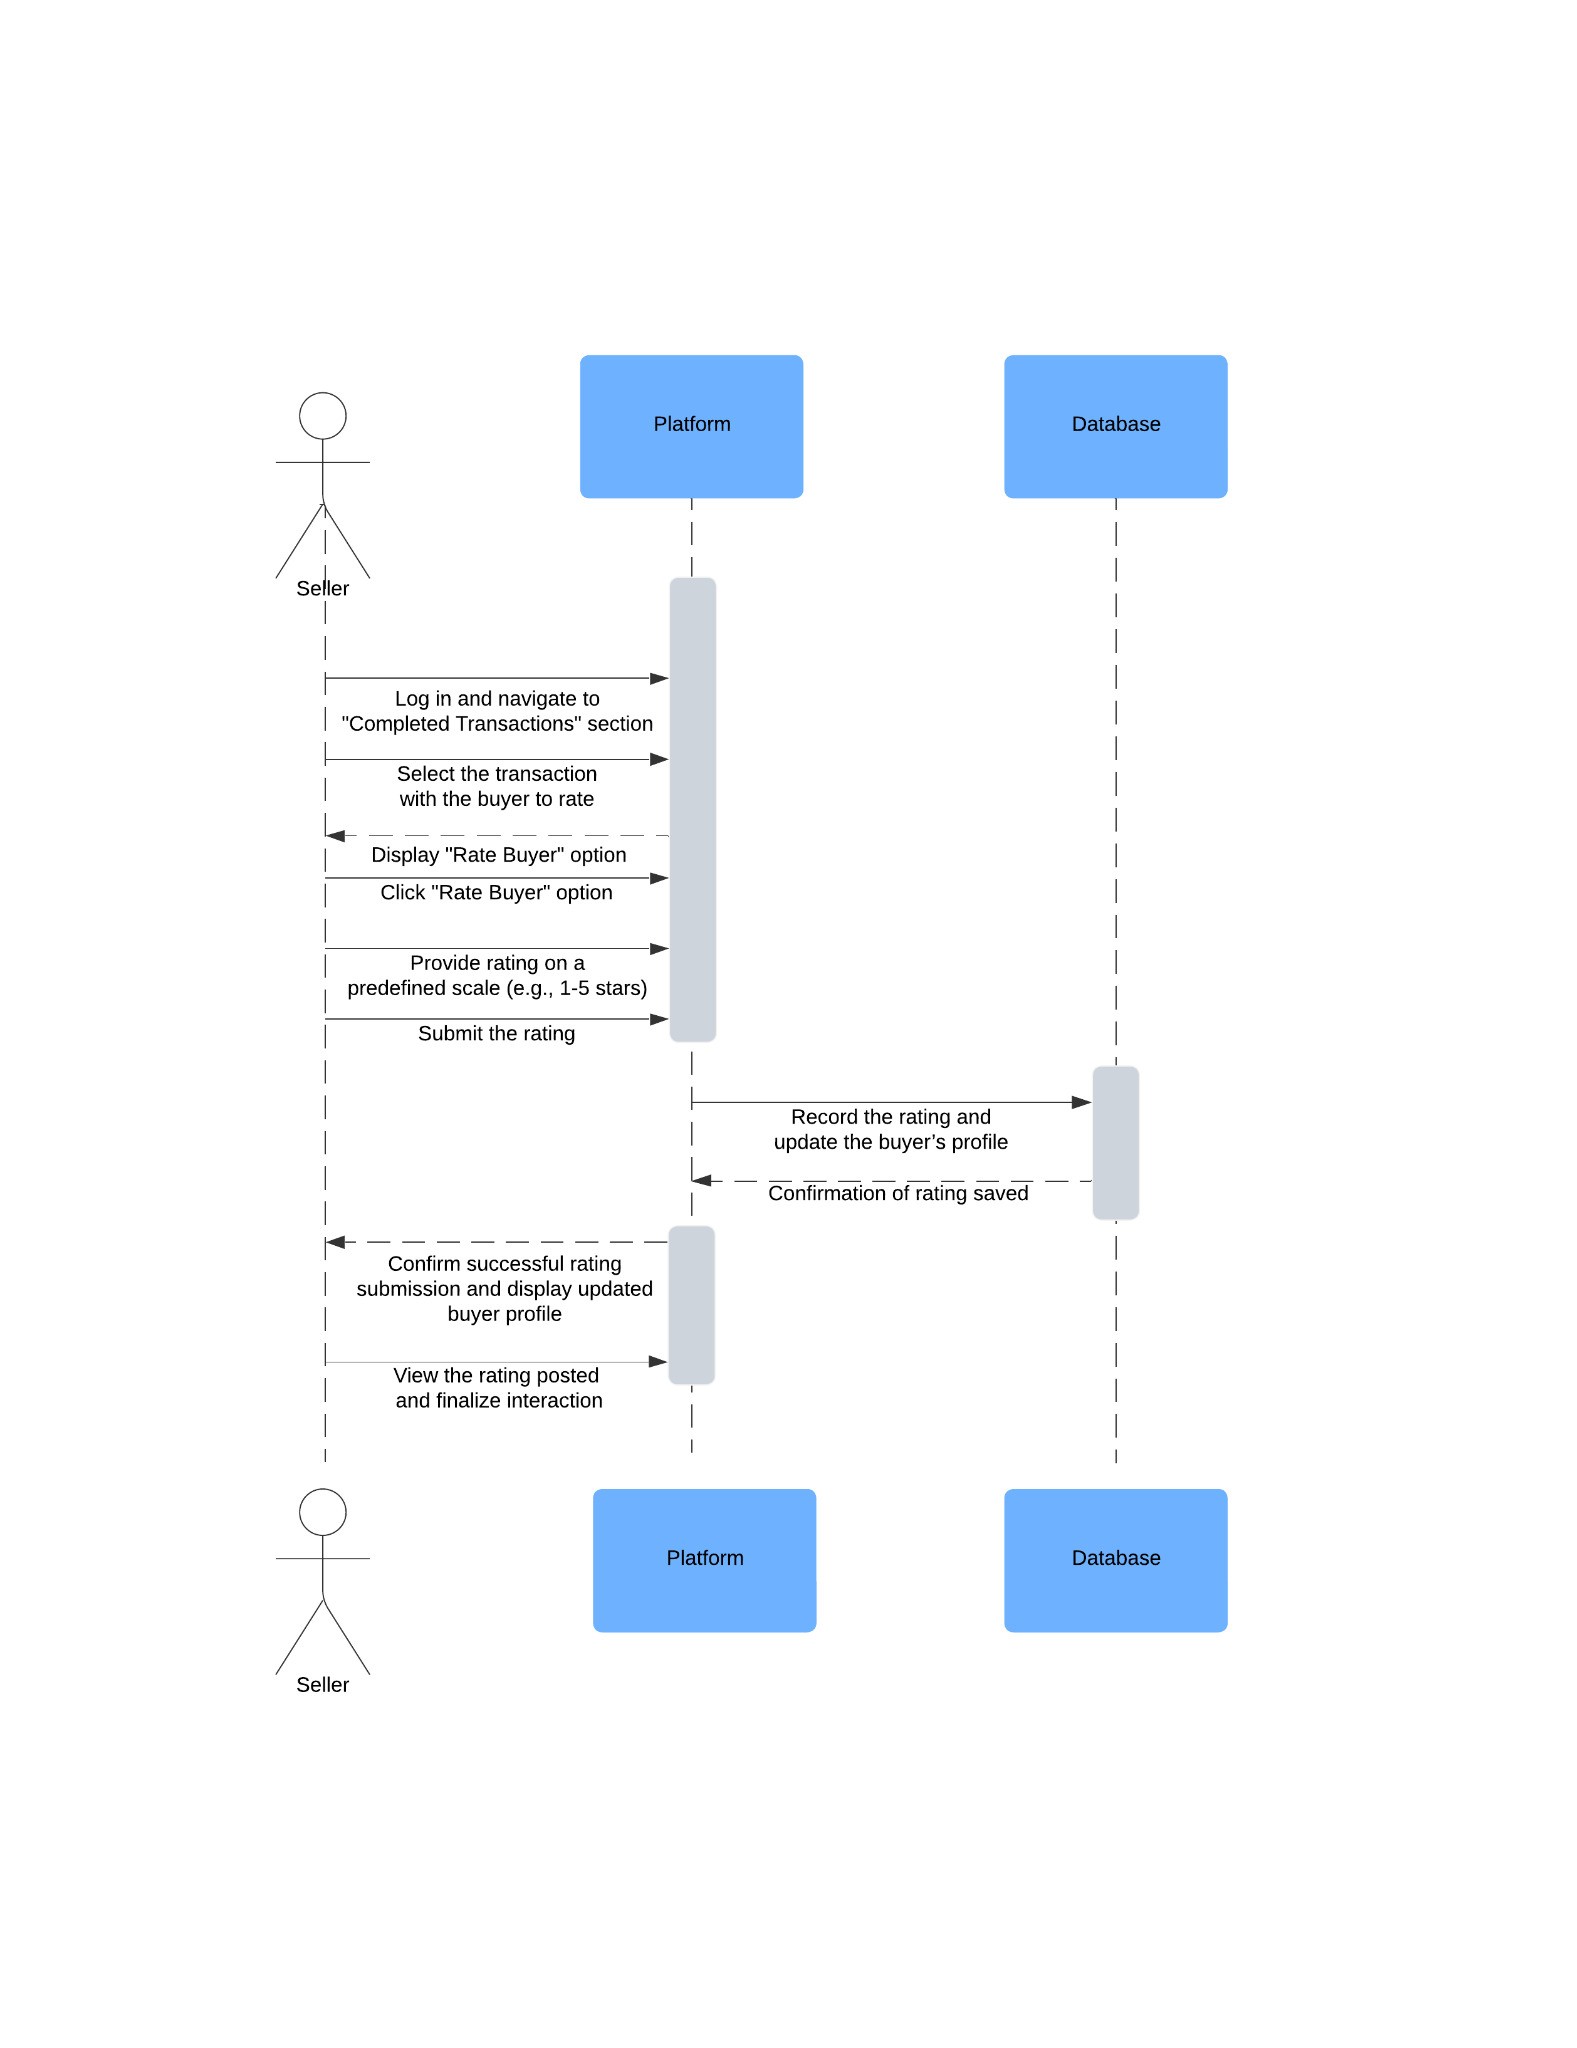 Platform
Database
Seller
Log in and navigate to
"Completed Transactions" section
Select the transaction
with the buyer to rate
Display "Rate Buyer" option
Click "Rate Buyer" option
Provide rating on a
predefined scale (e.g., 1-5 stars)
Submit the rating
Record the rating and
update the buyer’s profile
Confirmation of rating saved
Confirm successful rating
submission and display updated
buyer profile
View the rating posted
and finalize interaction
Platform
Database
Seller